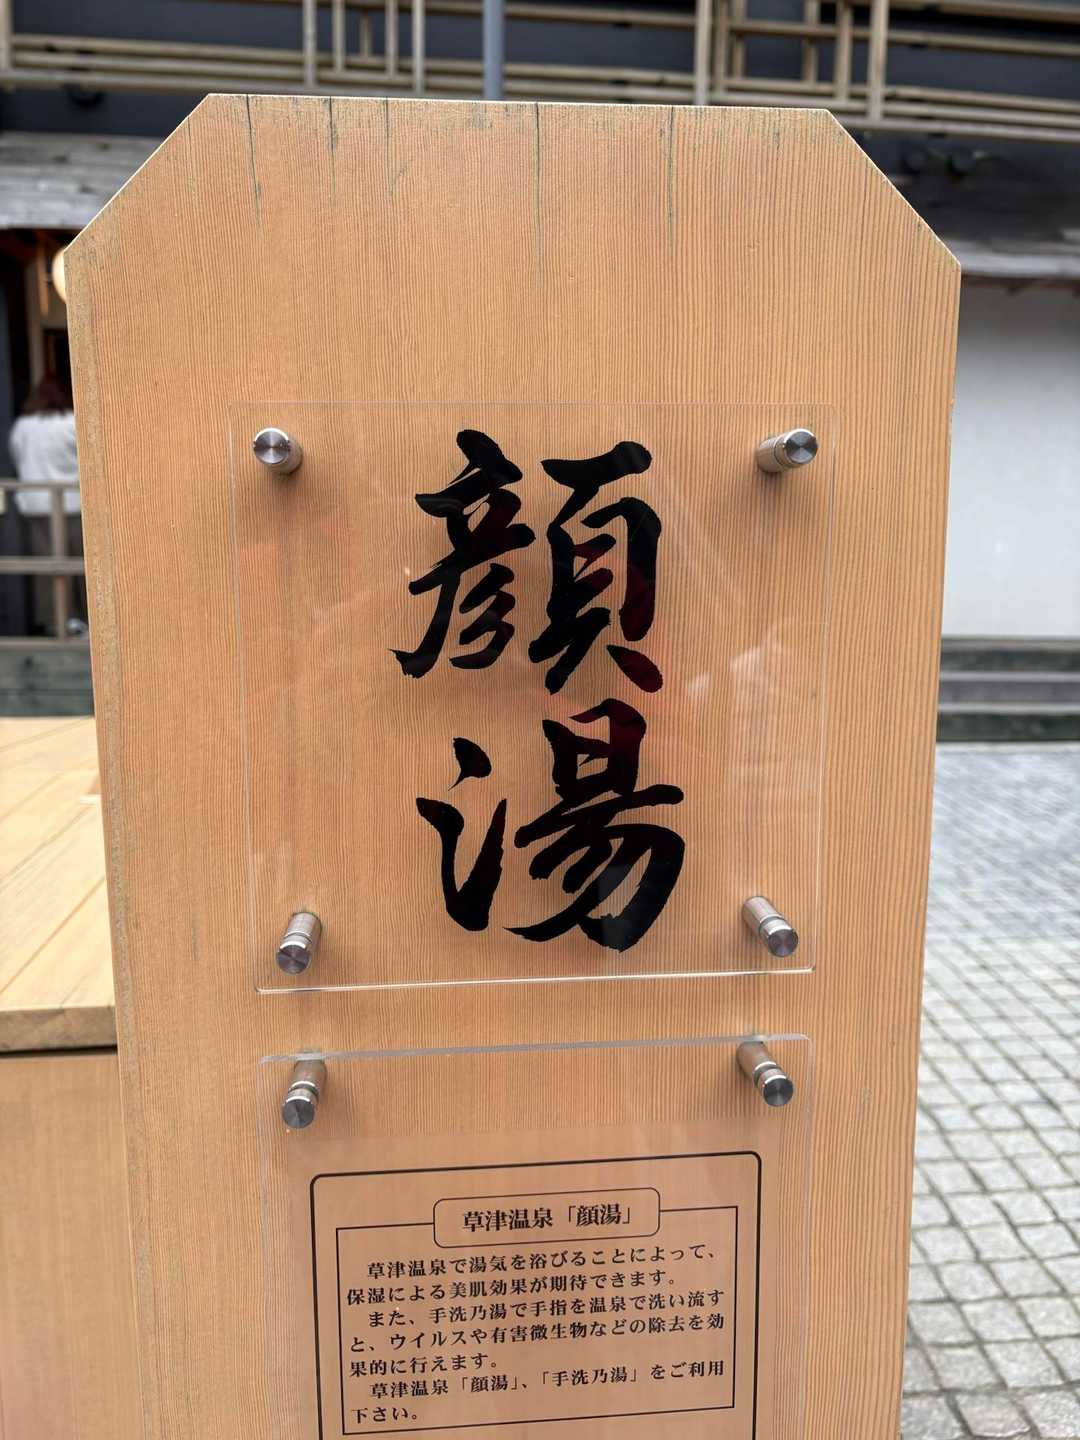 顔湯
草津温泉「顔湯」
草津温泉で湯気を浴びることによって、
保湿による美肌効果が期待できます。
また、手洗乃湯で手指を温泉で洗い流す
と、ウイルスや有害微生物などの除去を効
果的に行えます。
草津温泉「顔湯」、「手洗乃湯」をご利用
下さい。